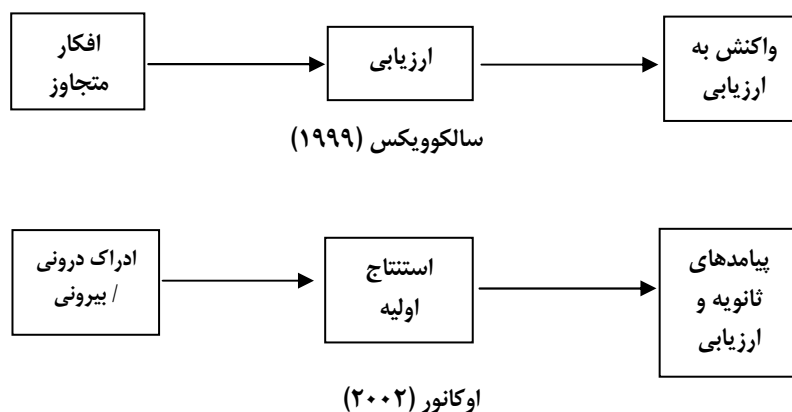 افکار
متجاوز
ارزیابی
واکنش به
ارزیابی
سالکوویکس (۱۹۹۹)
ادراک درونی
/ بیرونی
استنتاج
اولیه
پیامدهای
ثانویه و
ارزیابی
اوکانور (۲۰۰۲)